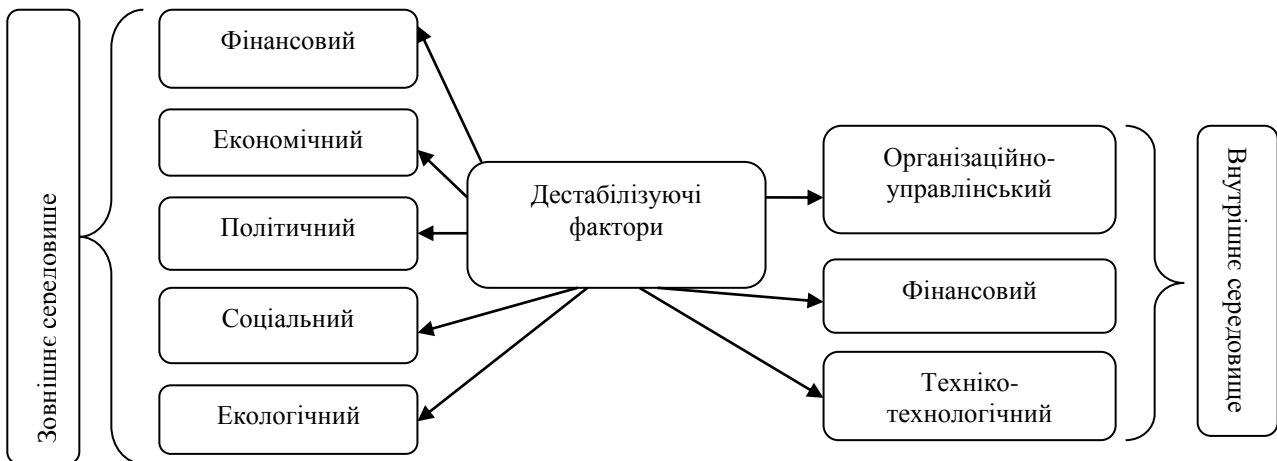 Зовнішнє середовище
Фінансовий
Економічний
Політичний
Соціальний
Екологічний
Дестабілізуючі
фактори
Організаційно-
управлінський
Фінансовий
Техніко-
технологічний
Внутрішнє середовище